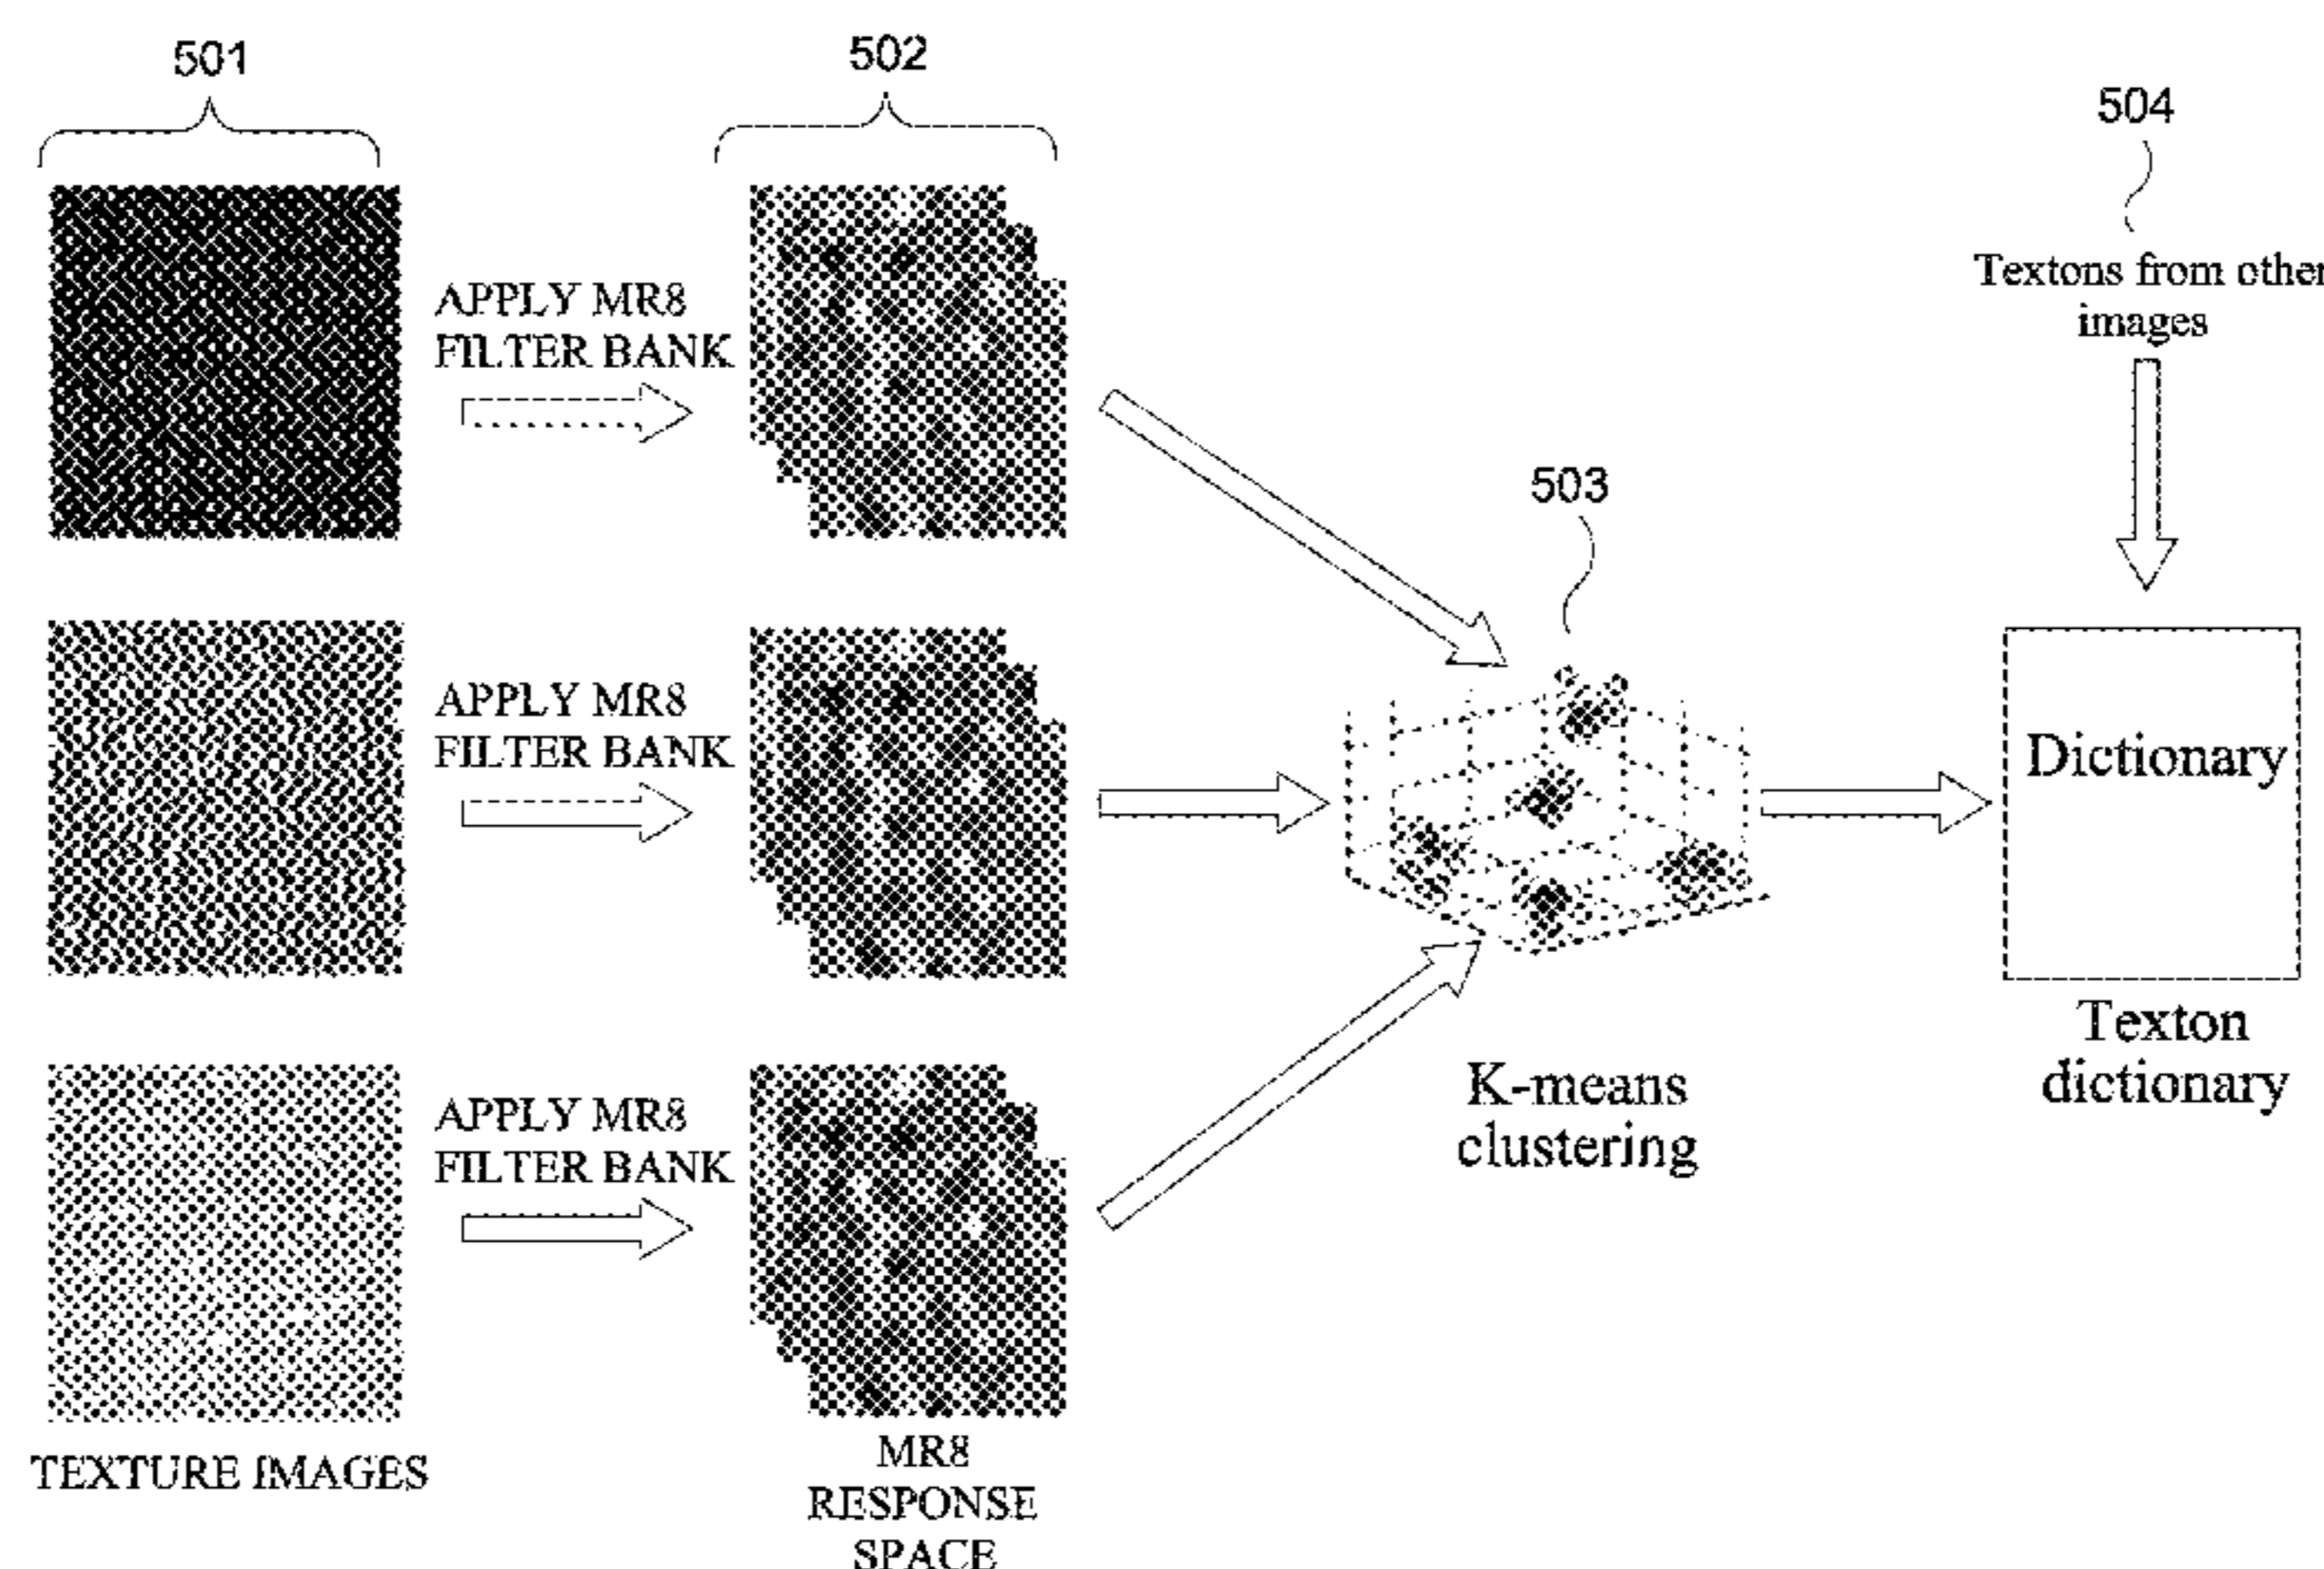 501
502
504
Textons from other
images
APPLY MR8
FILTER BANK
503
APPLY MR8
FILTER BANK
Dictionary
Texton
dictionary
K-means
clustering
APPLY MR8
FILTER BANK
TEXTURE IMAGES
MR8
RESPONSE
SPACE